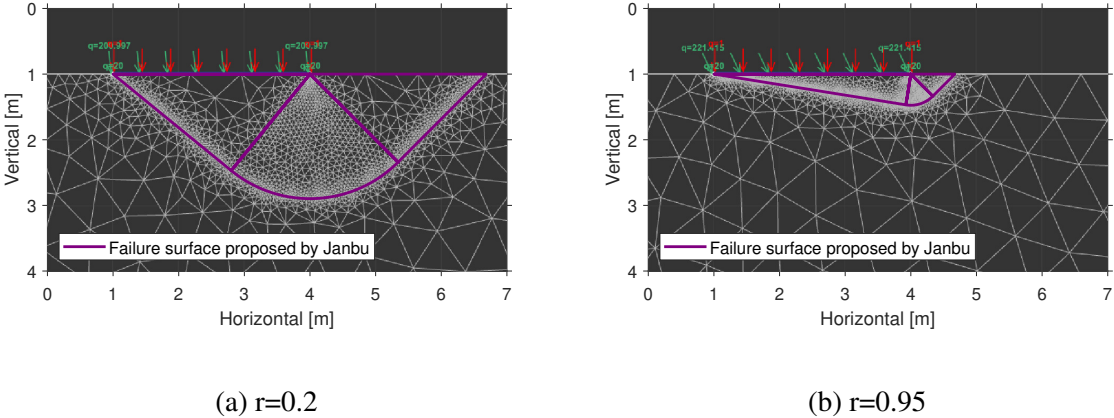 0
q=200.997
q=200.997
q=20
q=20
1
2
3
4
Vertical [m]
Failure surface proposed by Janbu
0 1 2 3 4 5 6 7
Horizontal [m]
(a) r=0.2
0
q=221.415
q=221.415
q=20
q=20
1
2
3
4
Vertical [m]
Failure surface proposed by Janbu
0 1 2 3 4 5 6 7
Horizontal [m]
(b) r=0.95